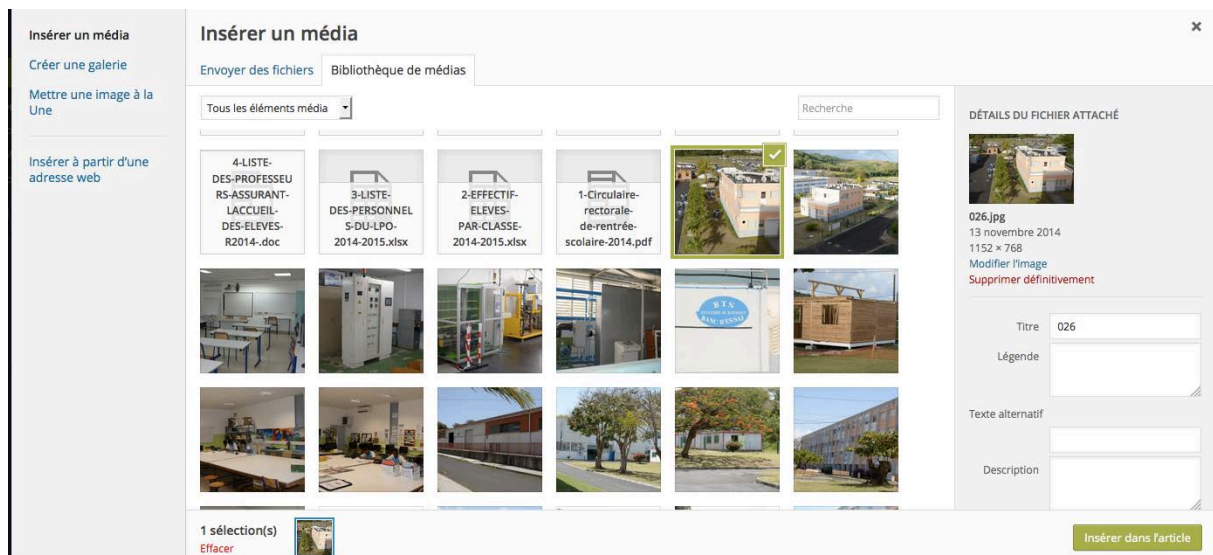 Insérer un média
Créer une galerie
Mettre une image à la
Une
Insérer à partir d'une
adresse web
Insérer un média
×
Envoyer des fichiers
Bibliothèque de médias
Tous les éléments média
Recherche
4-LISTE-
DES-PROFESSEU
RS-ASSURANT-
LACCUEIL-
DES-ELEVES-
R2014-.doc
3-LISTE-
DES-PERSONNEL
S-DU-LPO-
2014-2015.xlsx
2-EFFECTIF-
ELEVES-
PAR-CLASSE-
2014-2015.xlsx
1-Circulaire-
rectorale-
de-rentrée-
scolaire-2014.pdf
BTS
BANC D'ESSAI
DÉTAILS DU FICHIER ATTACHÉ
026.jpg
13 novembre 2014
1152 × 768
Modifier l'image
Supprimer définitivement
Titre
026
Légende
Texte alternatif
Description
1 sélection(s)
Effacer
Insérer dans l'article